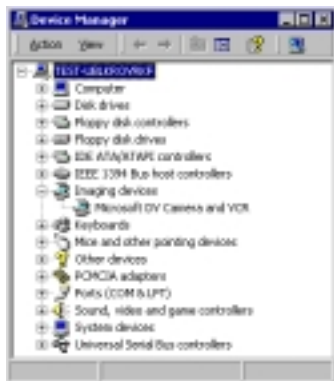 Device Manager
Action View
Computer
Disk drives
Floppy disk controllers
Floppy disk drives
IDE ATA/ATAPI controllers
IEEE 1394 Bus host controllers
Imaging devices
Microsoft DV Camera and VCR
Keyboards
Mice and other pointing devices
Other devices
PCMCIA adapters
Ports (COM & LPT)
Sound, video and game controllers
System devices
Universal Serial Bus controllers